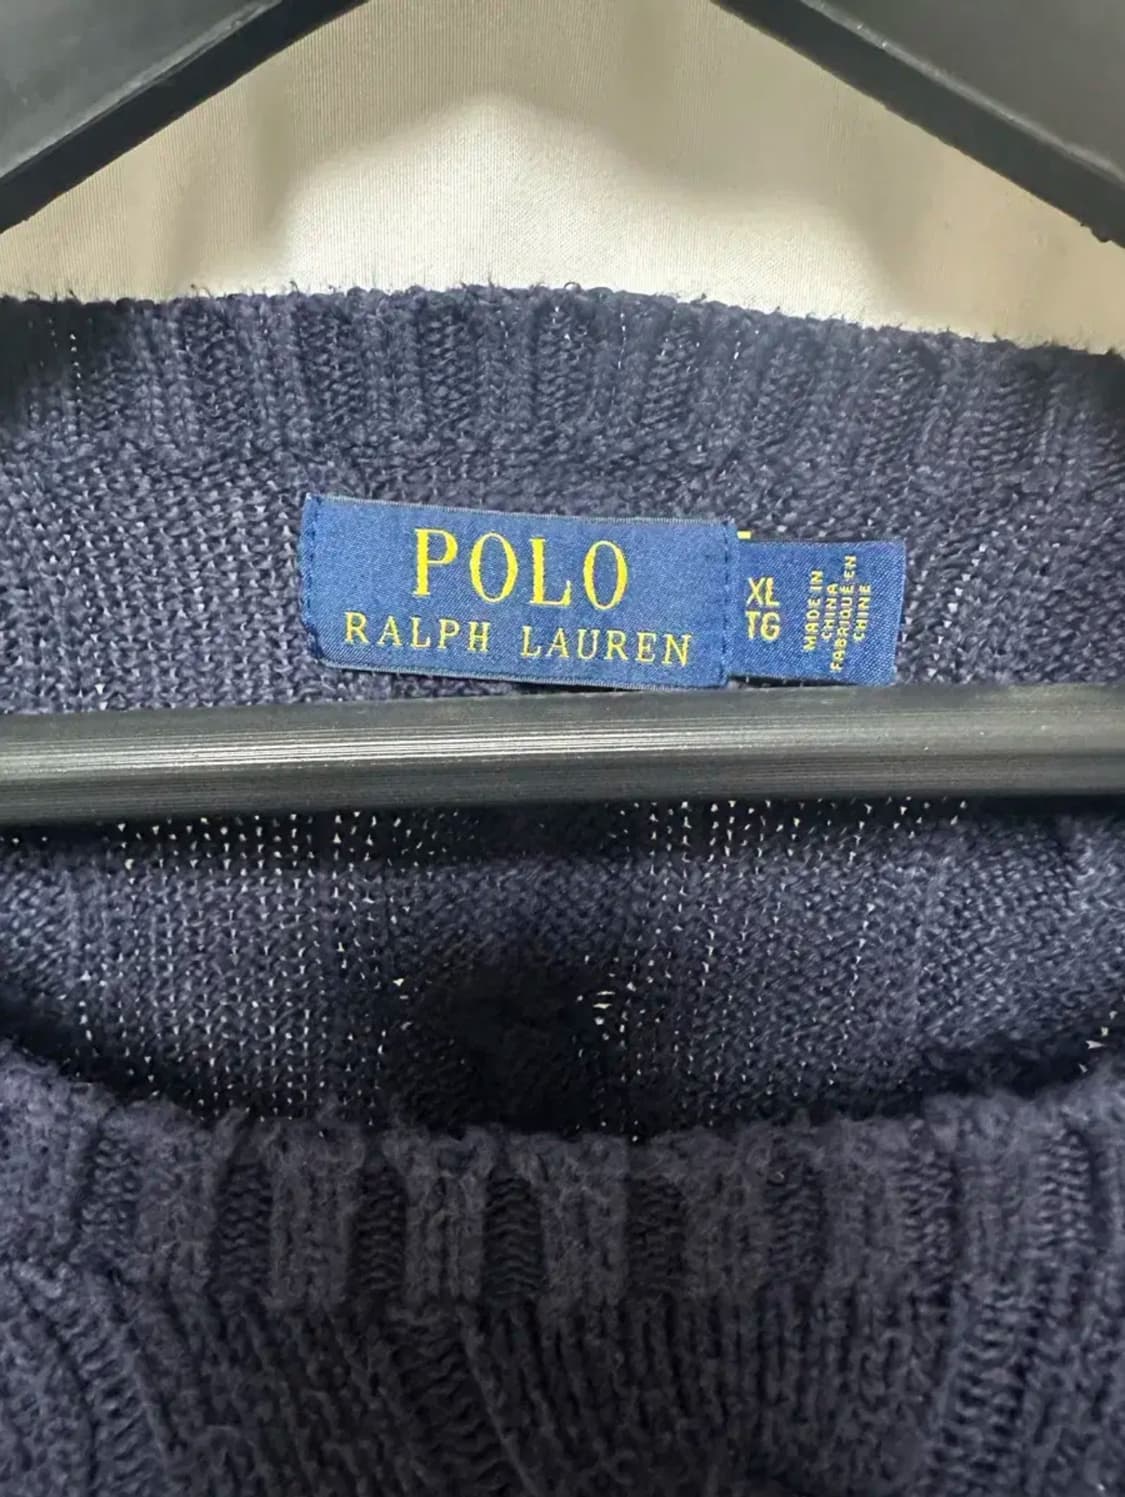 POLO
RALPH LAUREN
XL
TG
MADE IN
CHINA
FABRIQUÉ EN
CHINE